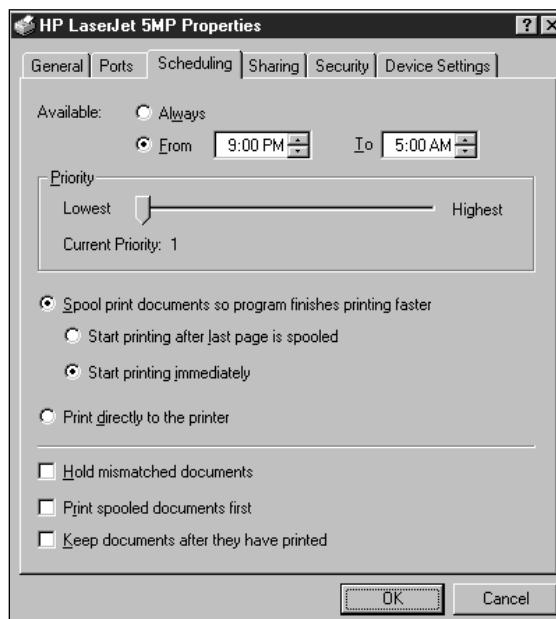 HP LaserJet 5MP Properties
General Ports Scheduling Sharing Security Device Settings
Available: Always
From 9:00 PM To 5:00 AM
Priority
Lowest Highest
Current Priority: 1
Spool print documents so program finishes printing faster
Start printing after last page is spooled
Start printing immediately
Print directly to the printer
Hold mismatched documents
Print spooled documents first
Keep documents after they have printed
OK Cancel